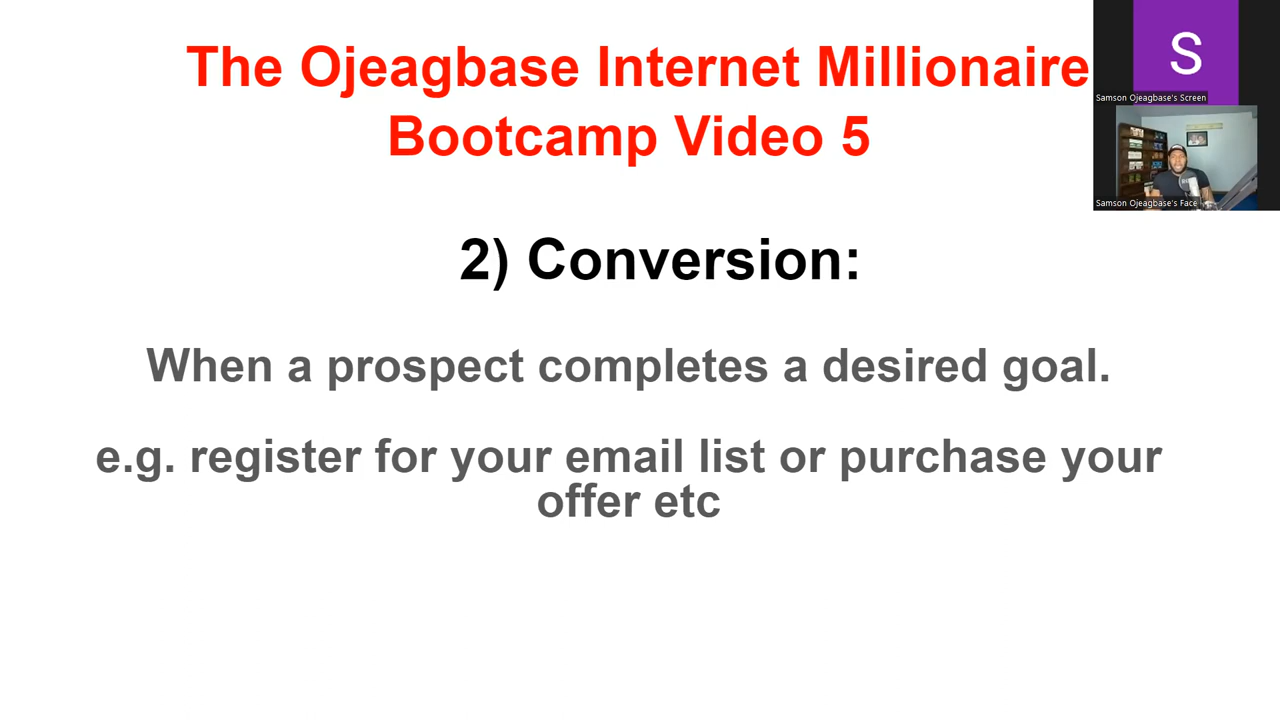 The Ojeagbase Internet Millionaire
Bootcamp Video 5
S
Samson Ojeagbase's Screen
Samson Ojeagbase's Face
2) Conversion:
When a prospect completes a desired goal.
e.g. register for your email list or purchase your
offer etc